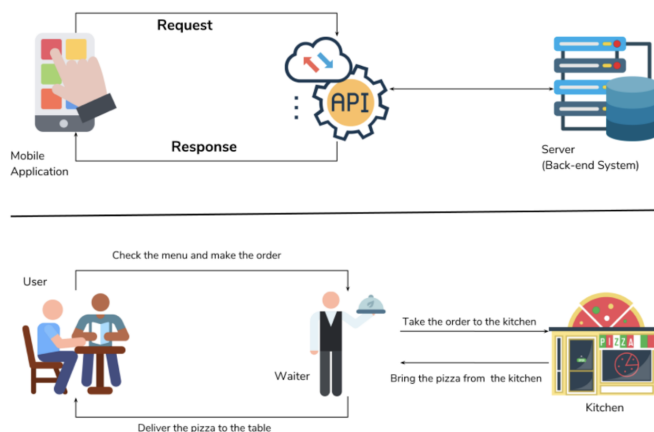 Request
API
Response
Mobile
Application
Server
(Back-end System)
Check the menu and make the order
User
Take the order to the kitchen
PIZZA
Waiter
Bring the pizza from the kitchen
Kitchen
Deliver the pizza to the table